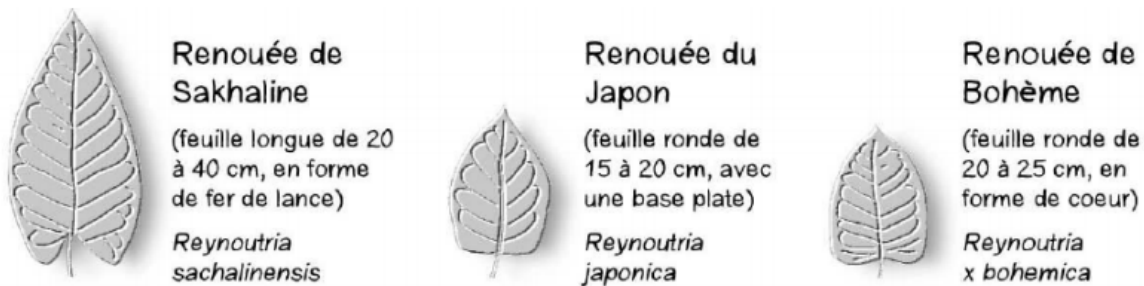 Renouée de
Sakhaline
(feuille longue de 20
à 40 cm, en forme
de fer de lance)
Reynoutria
sachalinensis
Renouée du
Japon
(feuille ronde de
15 à 20 cm, avec
une base plate)
Reynoutria
japonica
Renouée de
Bohème
(feuille ronde de
20 à 25 cm, en
forme de coeur)
Reynoutria
x bohemica